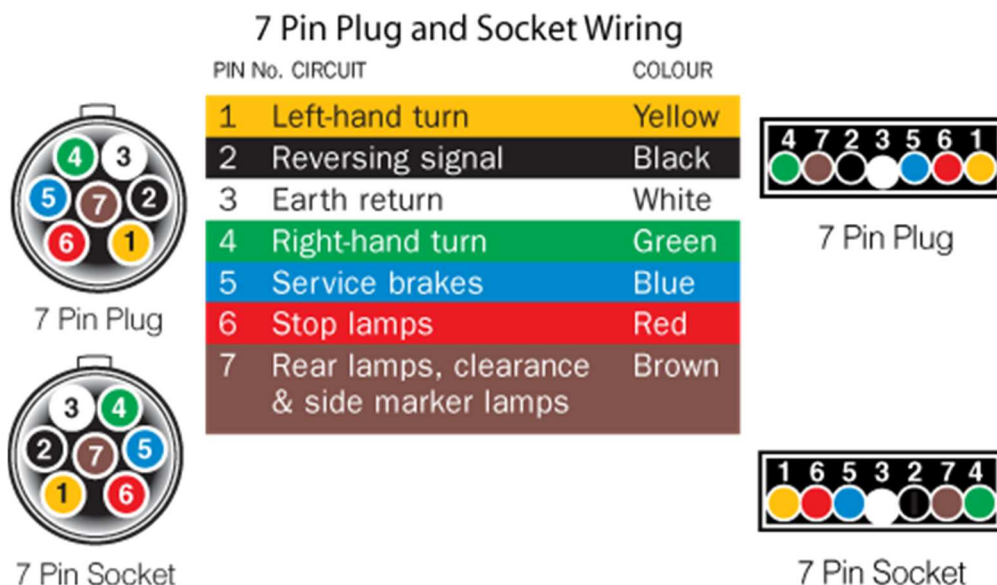 7 Pin Plug and Socket Wiring
PIN No. CIRCUIT COLOUR
1 Left-hand turn Yellow
2 Reversing signal Black
3 Earth return White
4 Right-hand turn Green
5 Service brakes Blue
6 Stop lamps Red
7 Rear lamps, clearance Brown
& side marker lamps
4 3
5 7 2
6 1
7 Pin Plug
3 4
2 7 5
1 6
7 Pin Socket
4 7 2 3 5 6 1
7 Pin Plug
1 6 5 3 2 7 4
7 Pin Socket